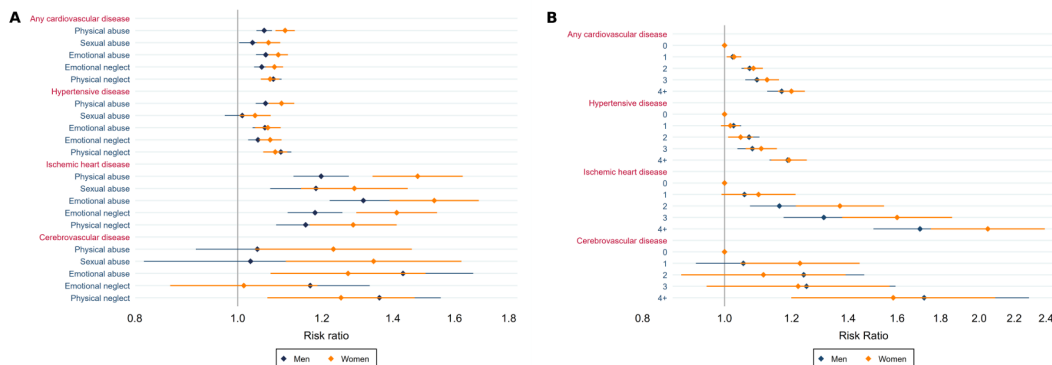 A
Any cardiovascular disease
Physical abuse
Sexual abuse
Emotional abuse
Emotional neglect
Physical neglect
Hypertensive disease
Physical abuse
Sexual abuse
Emotional abuse
Emotional neglect
Physical neglect
Ischemic heart disease
Physical abuse
Sexual abuse
Emotional abuse
Emotional neglect
Physical neglect
Cerebrovascular disease
Physical abuse
Sexual abuse
Emotional abuse
Emotional neglect
Physical neglect
0.8 1.0 1.2 1.4 1.6 1.8
Risk ratio
Men Women
B
Any cardiovascular disease
0
1
2
3
4+
Hypertensive disease
0
1
2
3
4+
Ischemic heart disease
0
1
2
3
4+
Cerebrovascular disease
0
1
2
3
4+
0.8 1.0 1.2 1.4 1.6 1.8 2.0 2.2 2.4
Risk Ratio
Men Women